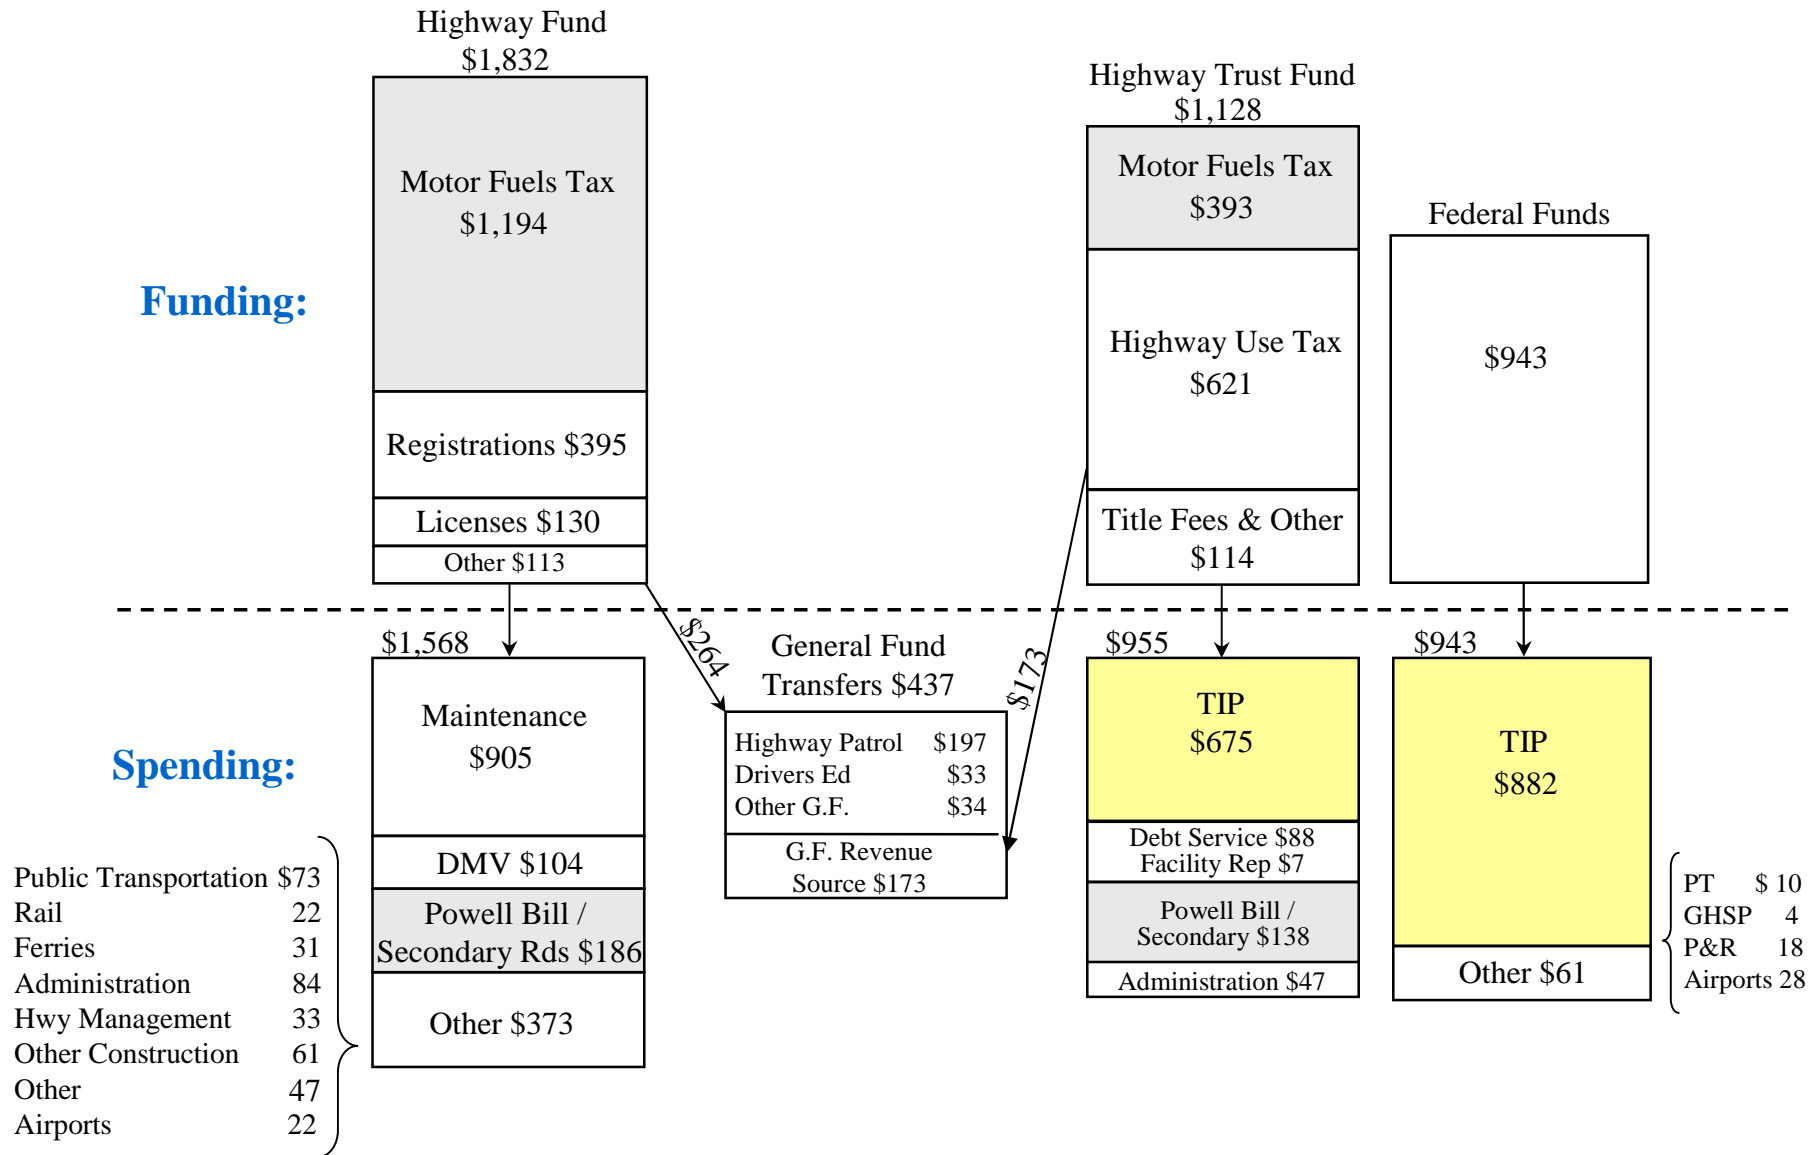 Highway Fund
$1,832
Motor Fuels Tax
$1,194
Registrations $395
Licenses $130
Other $113
Highway Trust Fund
$1,128
Motor Fuels Tax
$393
Highway Use Tax
$621
Title Fees & Other
$114
Federal Funds
$943
Funding:
$264
$173
Spending:
$1,568
Maintenance
$905
DMV $104
Powell Bill /
Secondary Rds $186
Other $373
Public Transportation $73
Rail 22
Ferries 31
Administration 84
Hwy Management 33
Other Construction 61
Other 47
Airports 22
General Fund
Transfers $437
Highway Patrol $197
Drivers Ed $33
Other G.F. $34
G.F. Revenue
Source $173
$955
TIP
$675
Debt Service $88
Facility Rep $7
Powell Bill /
Secondary $138
Administration $47
$943
TIP
$882
Other $61
PT $ 10
GHSP 4
P&R 18
Airports 28